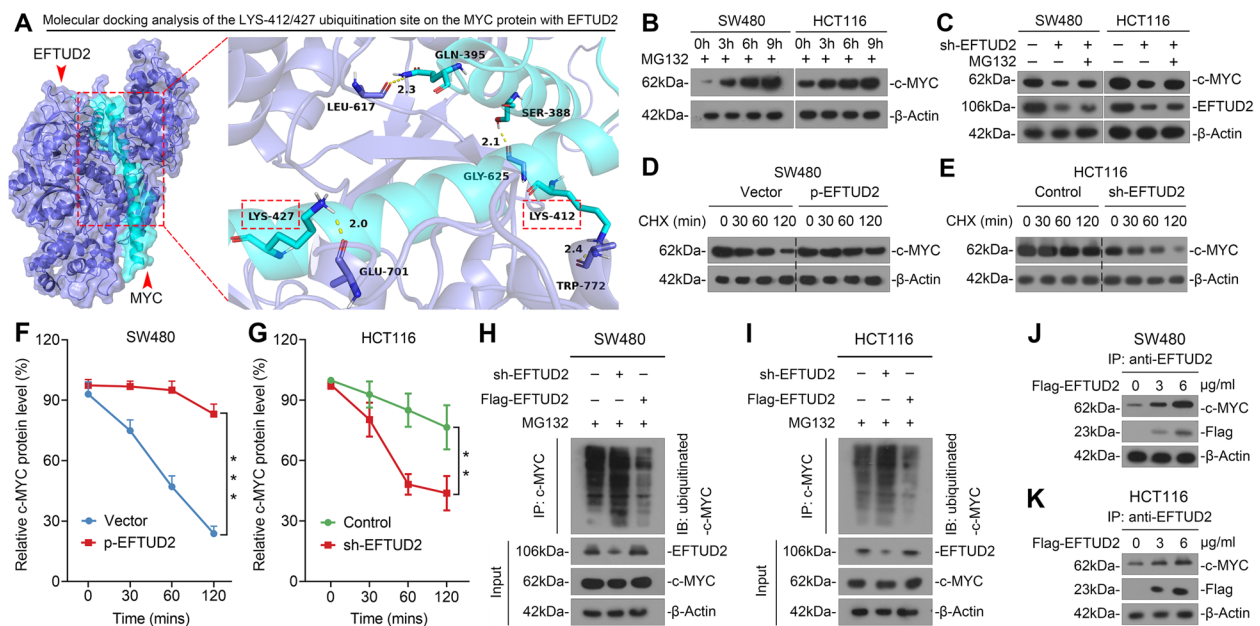 A Molecular docking analysis of the LYS-412/427 ubiquitination site on the MYC protein with EFTUD2
EFTUD2
MYC
LEU-617
2.3
GLN-395
SER-388
2.1
GLY-625
LYS-427
2.0
GLU-701
LYS-412
2.4
TRP-772
B
SW480 HCT116
0h 3h 6h 9h 0h 3h 6h 9h
MG132 + + + + + + + +
62kDa- -c-MYC
42kDa- -β-Actin
C
SW480 HCT116
sh-EFTUD2 − + + − + +
MG132 − − + − − +
62kDa- -c-MYC
106kDa- -EFTUD2
42kDa- -β-Actin
D
SW480
Vector p-EFTUD2
CHX (min) 0 30 60 120 0 30 60 120
62kDa- -c-MYC
42kDa- -β-Actin
E
HCT116
Control sh-EFTUD2
CHX (min) 0 30 60 120 0 30 60 120
62kDa- -c-MYC
42kDa- -β-Actin
F SW480
Relative c-MYC protein level (%)
120
90
60
30
0
***
Vector
p-EFTUD2
0 30 60 120
Time (mins)
G HCT116
Relative c-MYC protein level (%)
120
90
60
30
0
**
Control
sh-EFTUD2
0 30 60 120
Time (mins)
H SW480
sh-EFTUD2 − + −
Flag-EFTUD2 − − +
MG132 + + +
IP: c-MYC
IB: ubiquitinated
-c-MYC
Input
106kDa- -EFTUD2
62kDa- -c-MYC
42kDa- -β-Actin
I HCT116
sh-EFTUD2 − + −
Flag-EFTUD2 − − +
MG132 + + +
IP: c-MYC
IB: ubiquitinated
-c-MYC
Input
106kDa- -EFTUD2
62kDa- -c-MYC
42kDa- -β-Actin
J SW480
IP: anti-EFTUD2
Flag-EFTUD2 0 3 6 μg/ml
62kDa- -c-MYC
23kDa- -Flag
42kDa- -β-Actin
K HCT116
IP: anti-EFTUD2
Flag-EFTUD2 0 3 6 μg/ml
62kDa- -c-MYC
23kDa- -Flag
42kDa- -β-Actin